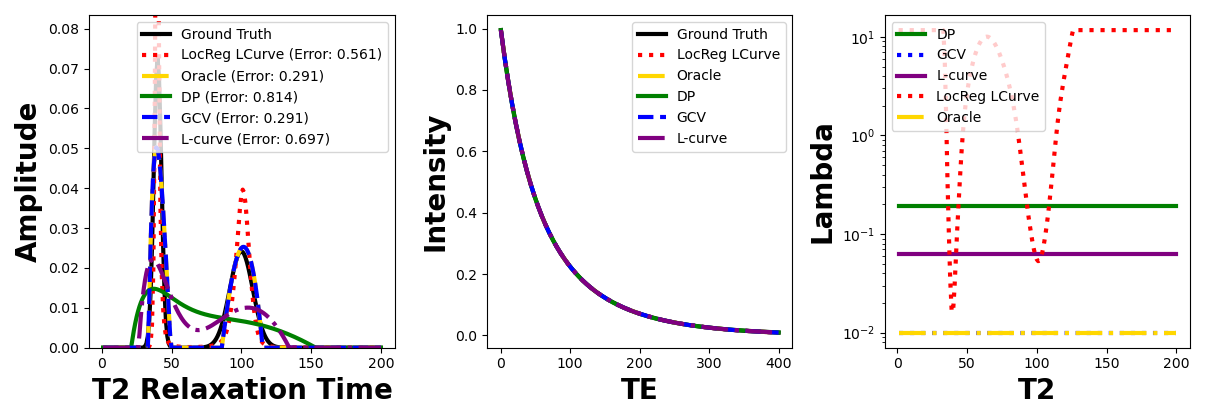 Amplitude
0.08
0.07
0.06
0.05
0.04
0.03
0.02
0.01
0.00
0 50 100 150 200
T2 Relaxation Time
Ground Truth
LocReg LCurve (Error: 0.561)
Oracle (Error: 0.291)
DP (Error: 0.814)
GCV (Error: 0.291)
L-curve (Error: 0.697)
Intensity
1.0
0.8
0.6
0.4
0.2
0.0
0 100 200 300 400
TE
Ground Truth
LocReg LCurve
Oracle
DP
GCV
L-curve
Lambda
10¹
10⁰
10⁻¹
10⁻²
0 50 100 150 200
T2
DP
GCV
L-curve
LocReg LCurve
Oracle